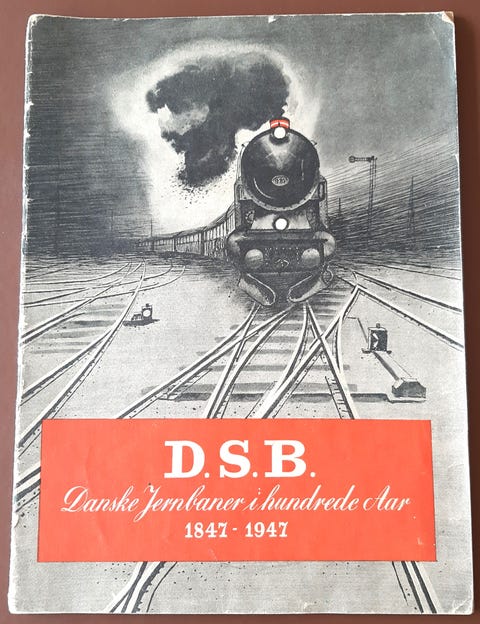 D.S.B.
Danske Jernbaner i hundrede Aar
1847 - 1947